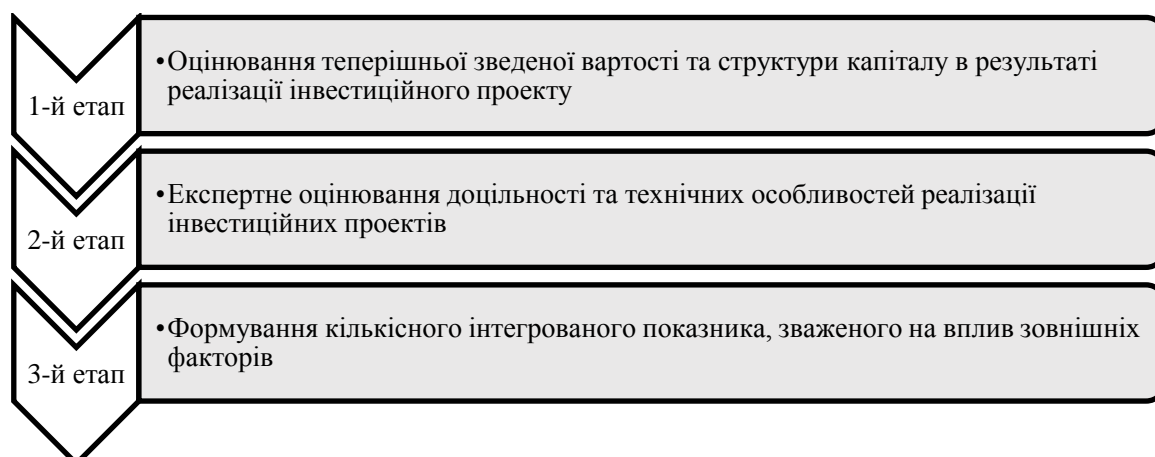 1-й етап
•Оцінювання теперішньої зведеної вартості та структури капіталу в результаті
реалізації інвестиційного проекту
2-й етап
•Експертне оцінювання доцільності та технічних особливостей реалізації
інвестиційних проектів
3-й етап
•Формування кількісного інтегрованого показника, зваженого на вплив зовнішніх
факторів